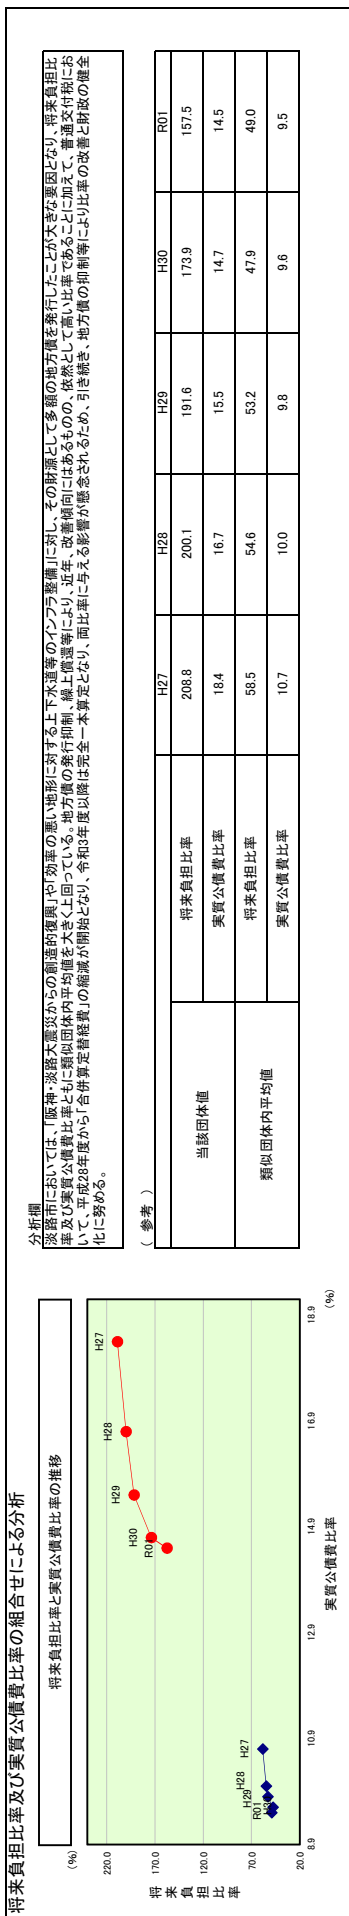 将来負担比率及び実質公債費比率の組合せによる分析
将来負担比率と実質公債費比率の推移
(%)
220.0
170.0
120.0
70.0
20.0
将来負担比率
H27
H28
H29
H30
R01
H27
H28
H29
H30
R01
8.9
10.9
12.9
14.9
16.9
18.9
実質公債費比率
(%)
分析欄
淡路市においては、「阪神・淡路大震災からの創造的復興」や「効率の悪い地形に対する上下水道等のインフラ整備」に対し、その財源として多額の地方債を発行したことが大きな要因となり、将来負担比
率及び実質公債費比率ともに類似団体内平均値を大きく上回っている。地方債の発行抑制、繰上償還等により、近年、改善傾向にはあるものの、依然として高い比率であることに加えて、普通交付税にお
いて、平成28年度から「合併算定替経費」の縮減が開始となり、令和3年度以降は完全一本算定となり、両比率に与える影響が懸念されるため、引き続き、地方債の抑制等により比率の改善と財政の健全
化に努める。
( 参考 )
H27 H28 H29 H30 R01
当該団体値 将来負担比率 208.8 200.1 191.6 173.9 157.5
実質公債費比率 18.4 16.7 15.5 14.7 14.5
類似団体内平均値 将来負担比率 58.5 54.6 53.2 47.9 49.0
実質公債費比率 10.7 10.0 9.8 9.6 9.5